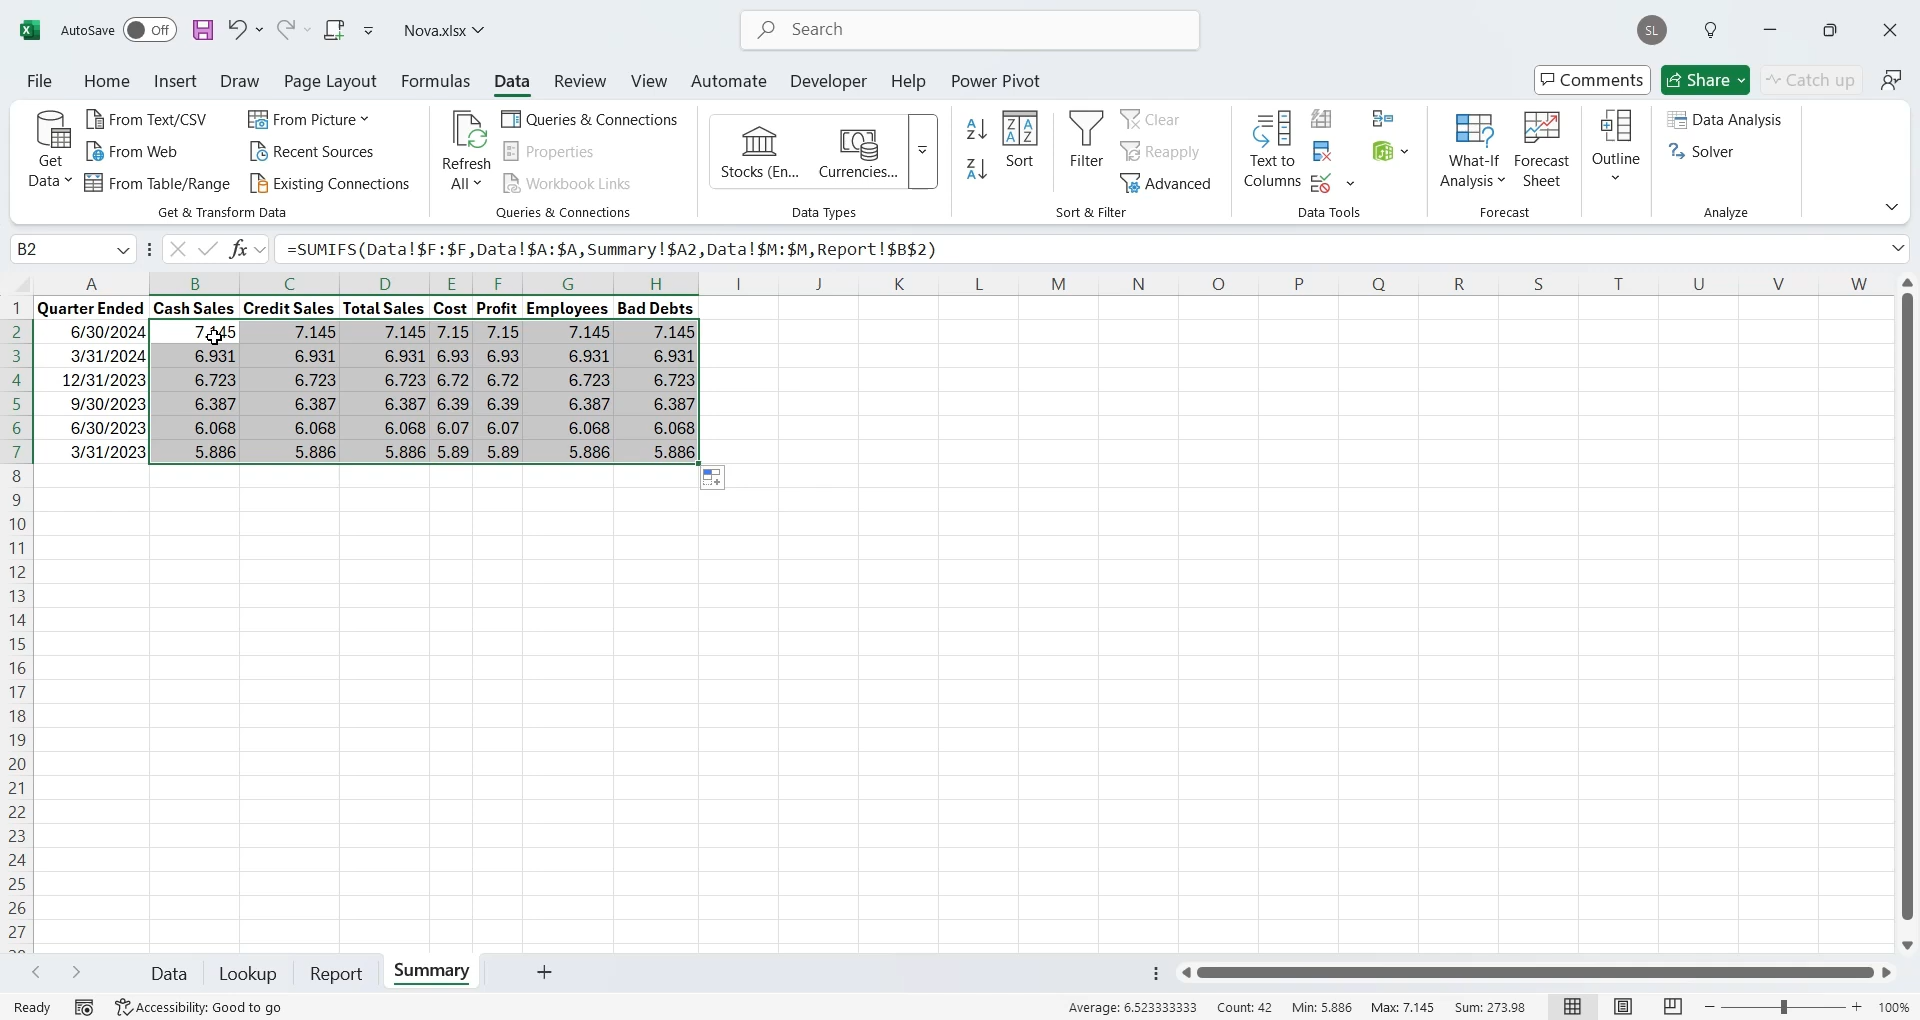 AutoSave Off Nova.xlsx Search SL
File Home Insert Draw Page Layout Formulas Data Review View Automate Developer Help Power Pivot Comments Share Catch up
Get Data From Text/CSV From Web From Table/Range From Picture Recent Sources Existing Connections
Get & Transform Data
Refresh All Queries & Connections Properties Workbook Links
Queries & Connections
Stocks (En... Currencies...
Data Types
Sort Filter Clear Reapply Advanced
Sort & Filter
Text to Columns
Data Tools
What-If Analysis Forecast Sheet
Forecast
Outline
Data Analysis Solver
Analyze
B2 fx =SUMIFS(Data!$F:$F,Data!$A:$A,Summary!$A2,Data!$M:$M,Report!$B$2)
A B C D E F G H I J K L M N O P Q R S T U V W
1 Quarter Ended Cash Sales Credit Sales Total Sales Cost Profit Employees Bad Debts
2 6/30/2024 7.145 7.145 7.145 7.15 7.15 7.145 7.145
3 3/31/2024 6.931 6.931 6.931 6.93 6.93 6.931 6.931
4 12/31/2023 6.723 6.723 6.723 6.72 6.72 6.723 6.723
5 9/30/2023 6.387 6.387 6.387 6.39 6.39 6.387 6.387
6 6/30/2023 6.068 6.068 6.068 6.07 6.07 6.068 6.068
7 3/31/2023 5.886 5.886 5.886 5.89 5.89 5.886 5.886
8
9
10
11
12
13
14
15
16
17
18
19
20
21
22
23
24
25
26
27
Data Lookup Report Summary
Ready Accessibility: Good to go Average: 6.523333333 Count: 42 Min: 5.886 Max: 7.145 Sum: 273.98 100%